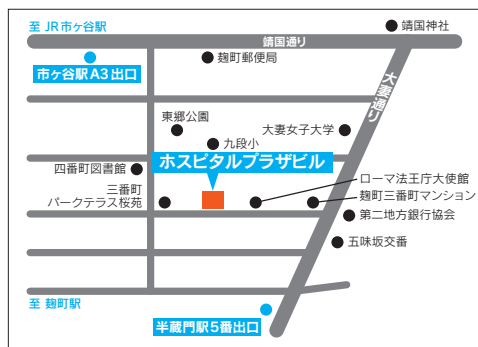 至 JR市ヶ谷駅
靖国神社
靖国通り
市ヶ谷駅A3出口
麹町郵便局
大妻通り
東郷公園
大妻女子大学
九段小
ホスピタルプラザビル
四番町図書館
ローマ法王庁大使館
三番町
パークテラス桜苑
麹町三番町マンション
第二地方銀行協会
五味坂交番
至 麹町駅
半蔵門駅5番出口